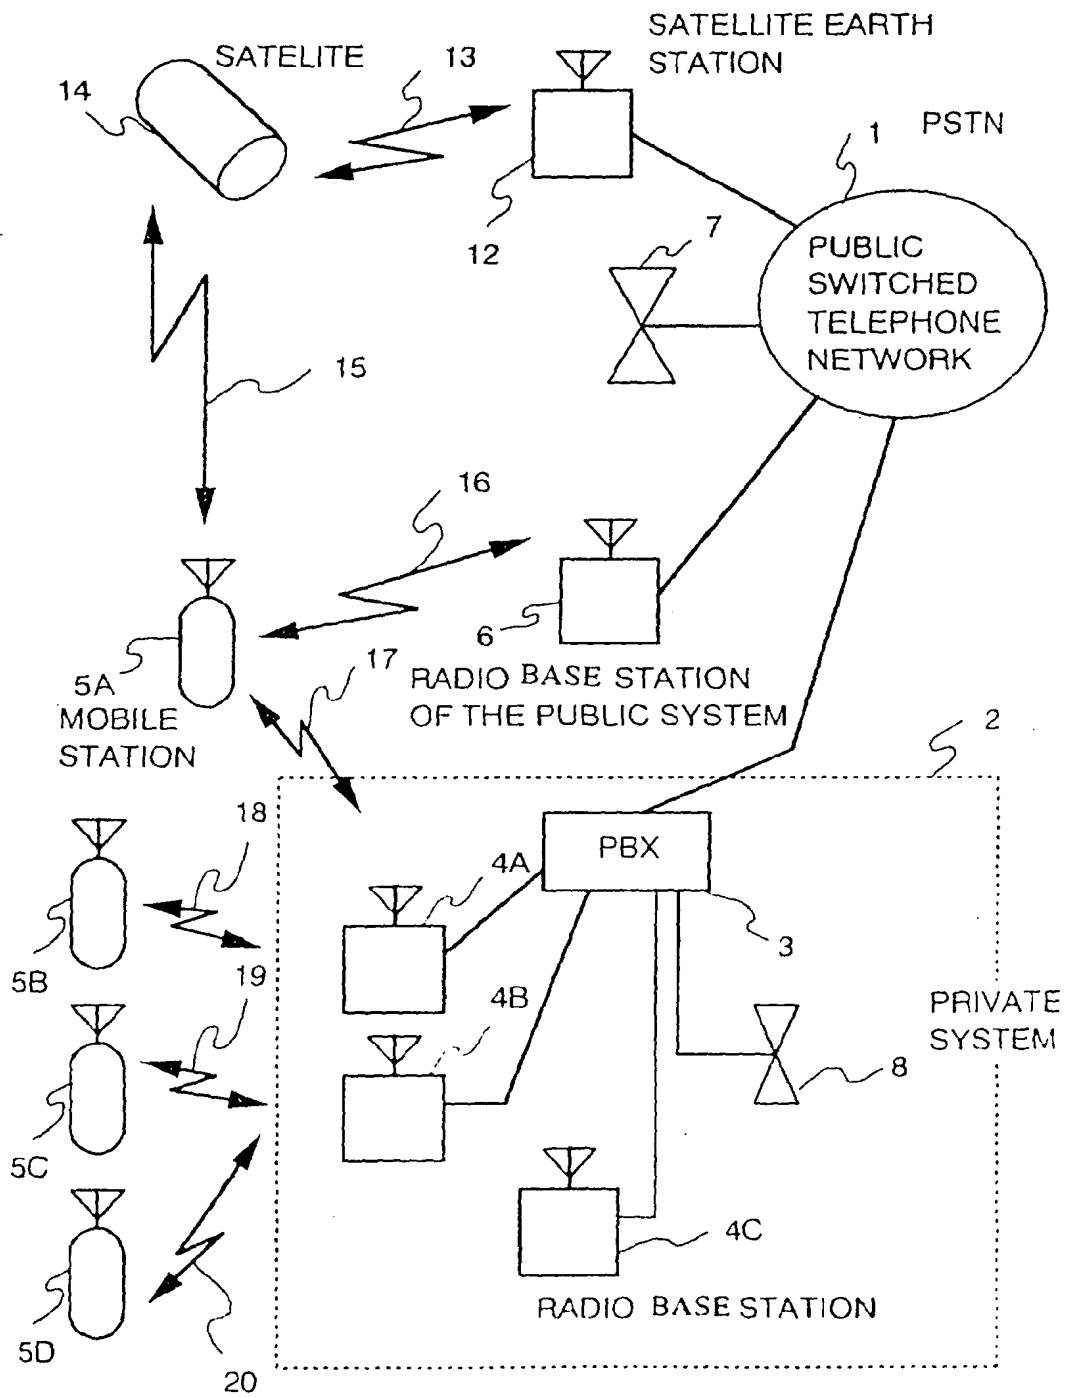 SATELLITE EARTH
STATION
SATELITE
13
14
PSTN
1
12
7
PUBLIC
SWITCHED
TELEPHONE
NETWORK
15
16
6
17
5A
MOBILE
STATION
RADIO BASE STATION
OF THE PUBLIC SYSTEM
2
18
PBX
4A
3
5B
19
4B
PRIVATE
SYSTEM
8
5C
4C
RADIO BASE STATION
5D
20